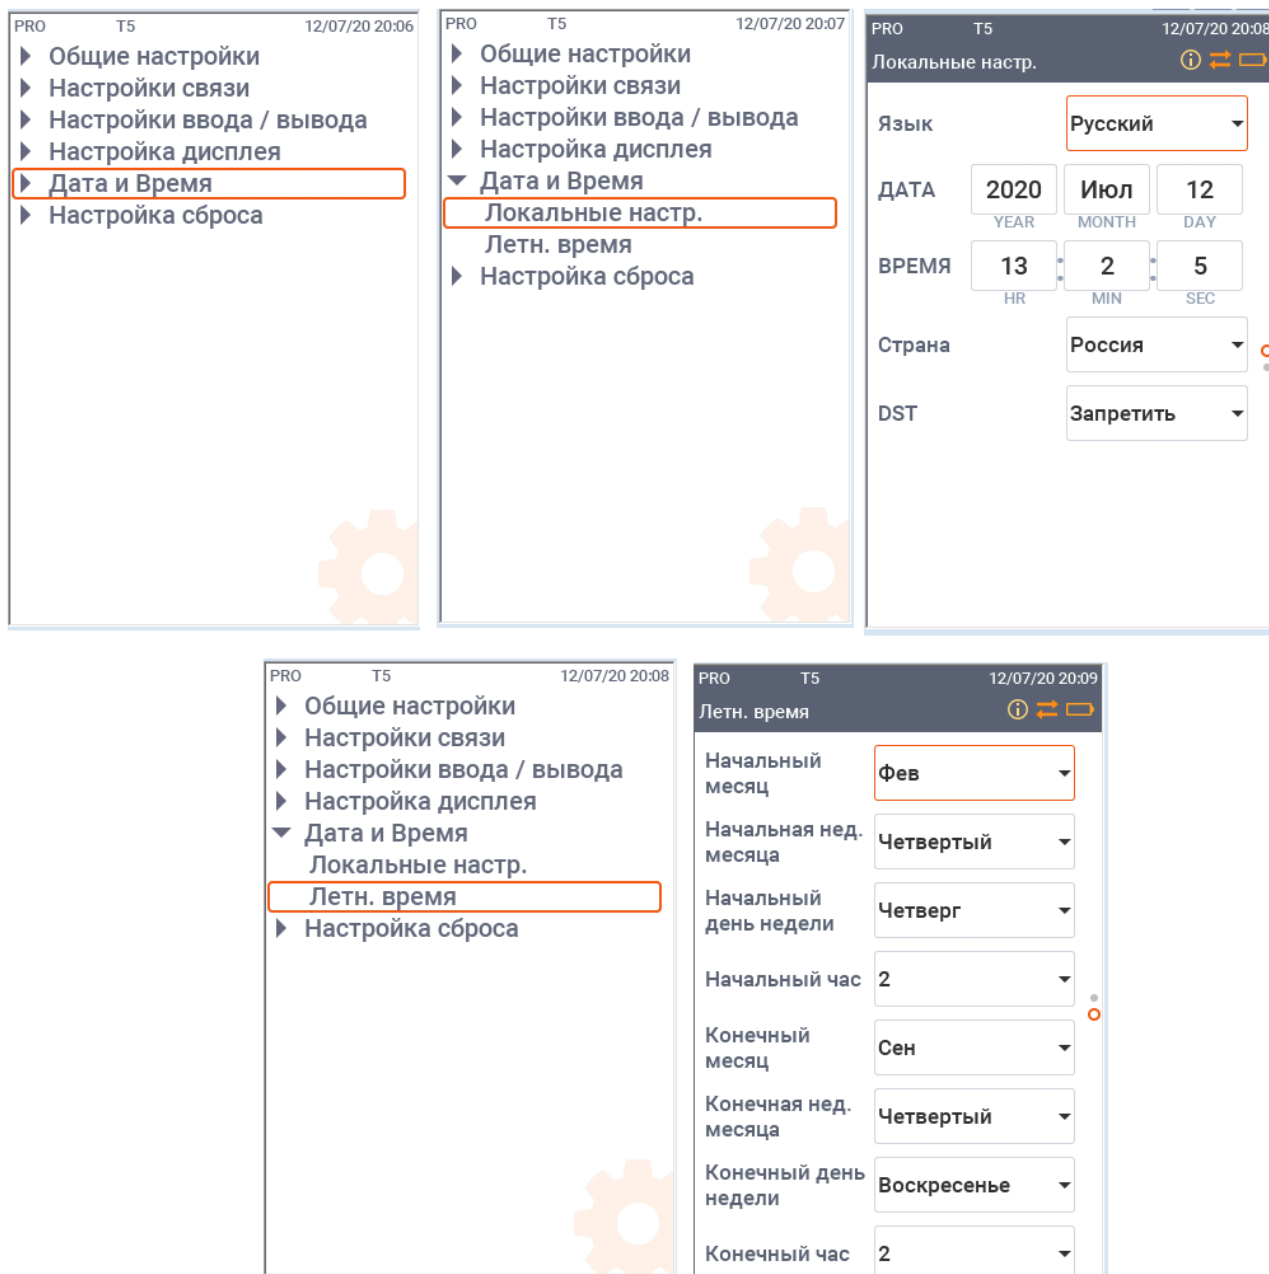 PRO T5 12/07/20 20:06
Общие настройки
Настройки связи
Настройки ввода / вывода
Настройка дисплея
Дата и Время
Настройка сброса
PRO T5 12/07/20 20:07
Общие настройки
Настройки связи
Настройки ввода / вывода
Настройка дисплея
Дата и Время
Локальные настр.
Летн. время
Настройка сброса
PRO T5 12/07/20 20:08
Локальные настр.
Язык Русский
ДАТА 2020 Июл 12
YEAR MONTH DAY
ВРЕМЯ 13 : 2 : 5
HR MIN SEC
Страна Россия
DST Запретить
PRO T5 12/07/20 20:08
Общие настройки
Настройки связи
Настройки ввода / вывода
Настройка дисплея
Дата и Время
Локальные настр.
Летн. время
Настройка сброса
PRO T5 12/07/20 20:09
Летн. время
Начальный
месяц
Фев
Начальная нед.
месяца
Четвертый
Начальный
день недели
Четверг
Начальный час 2
Конечный
месяц
Сен
Конечная нед.
месяца
Четвертый
Конечный день
недели
Воскресенье
Конечный час 2